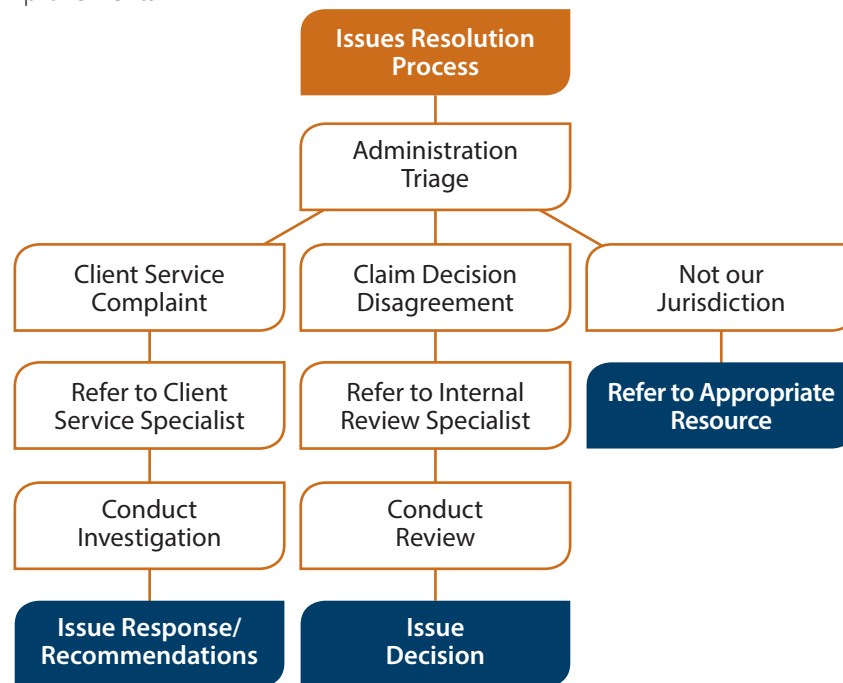 Issues Resolution
Process
Administration
Triage
Client Service
Complaint
Claim Decision
Disagreement
Not our
Jurisdiction
Refer to Client
Service Specialist
Refer to Internal
Review Specialist
Refer to Appropriate
Resource
Conduct
Investigation
Conduct
Review
Issue Response/
Recommendations
Issue
Decision